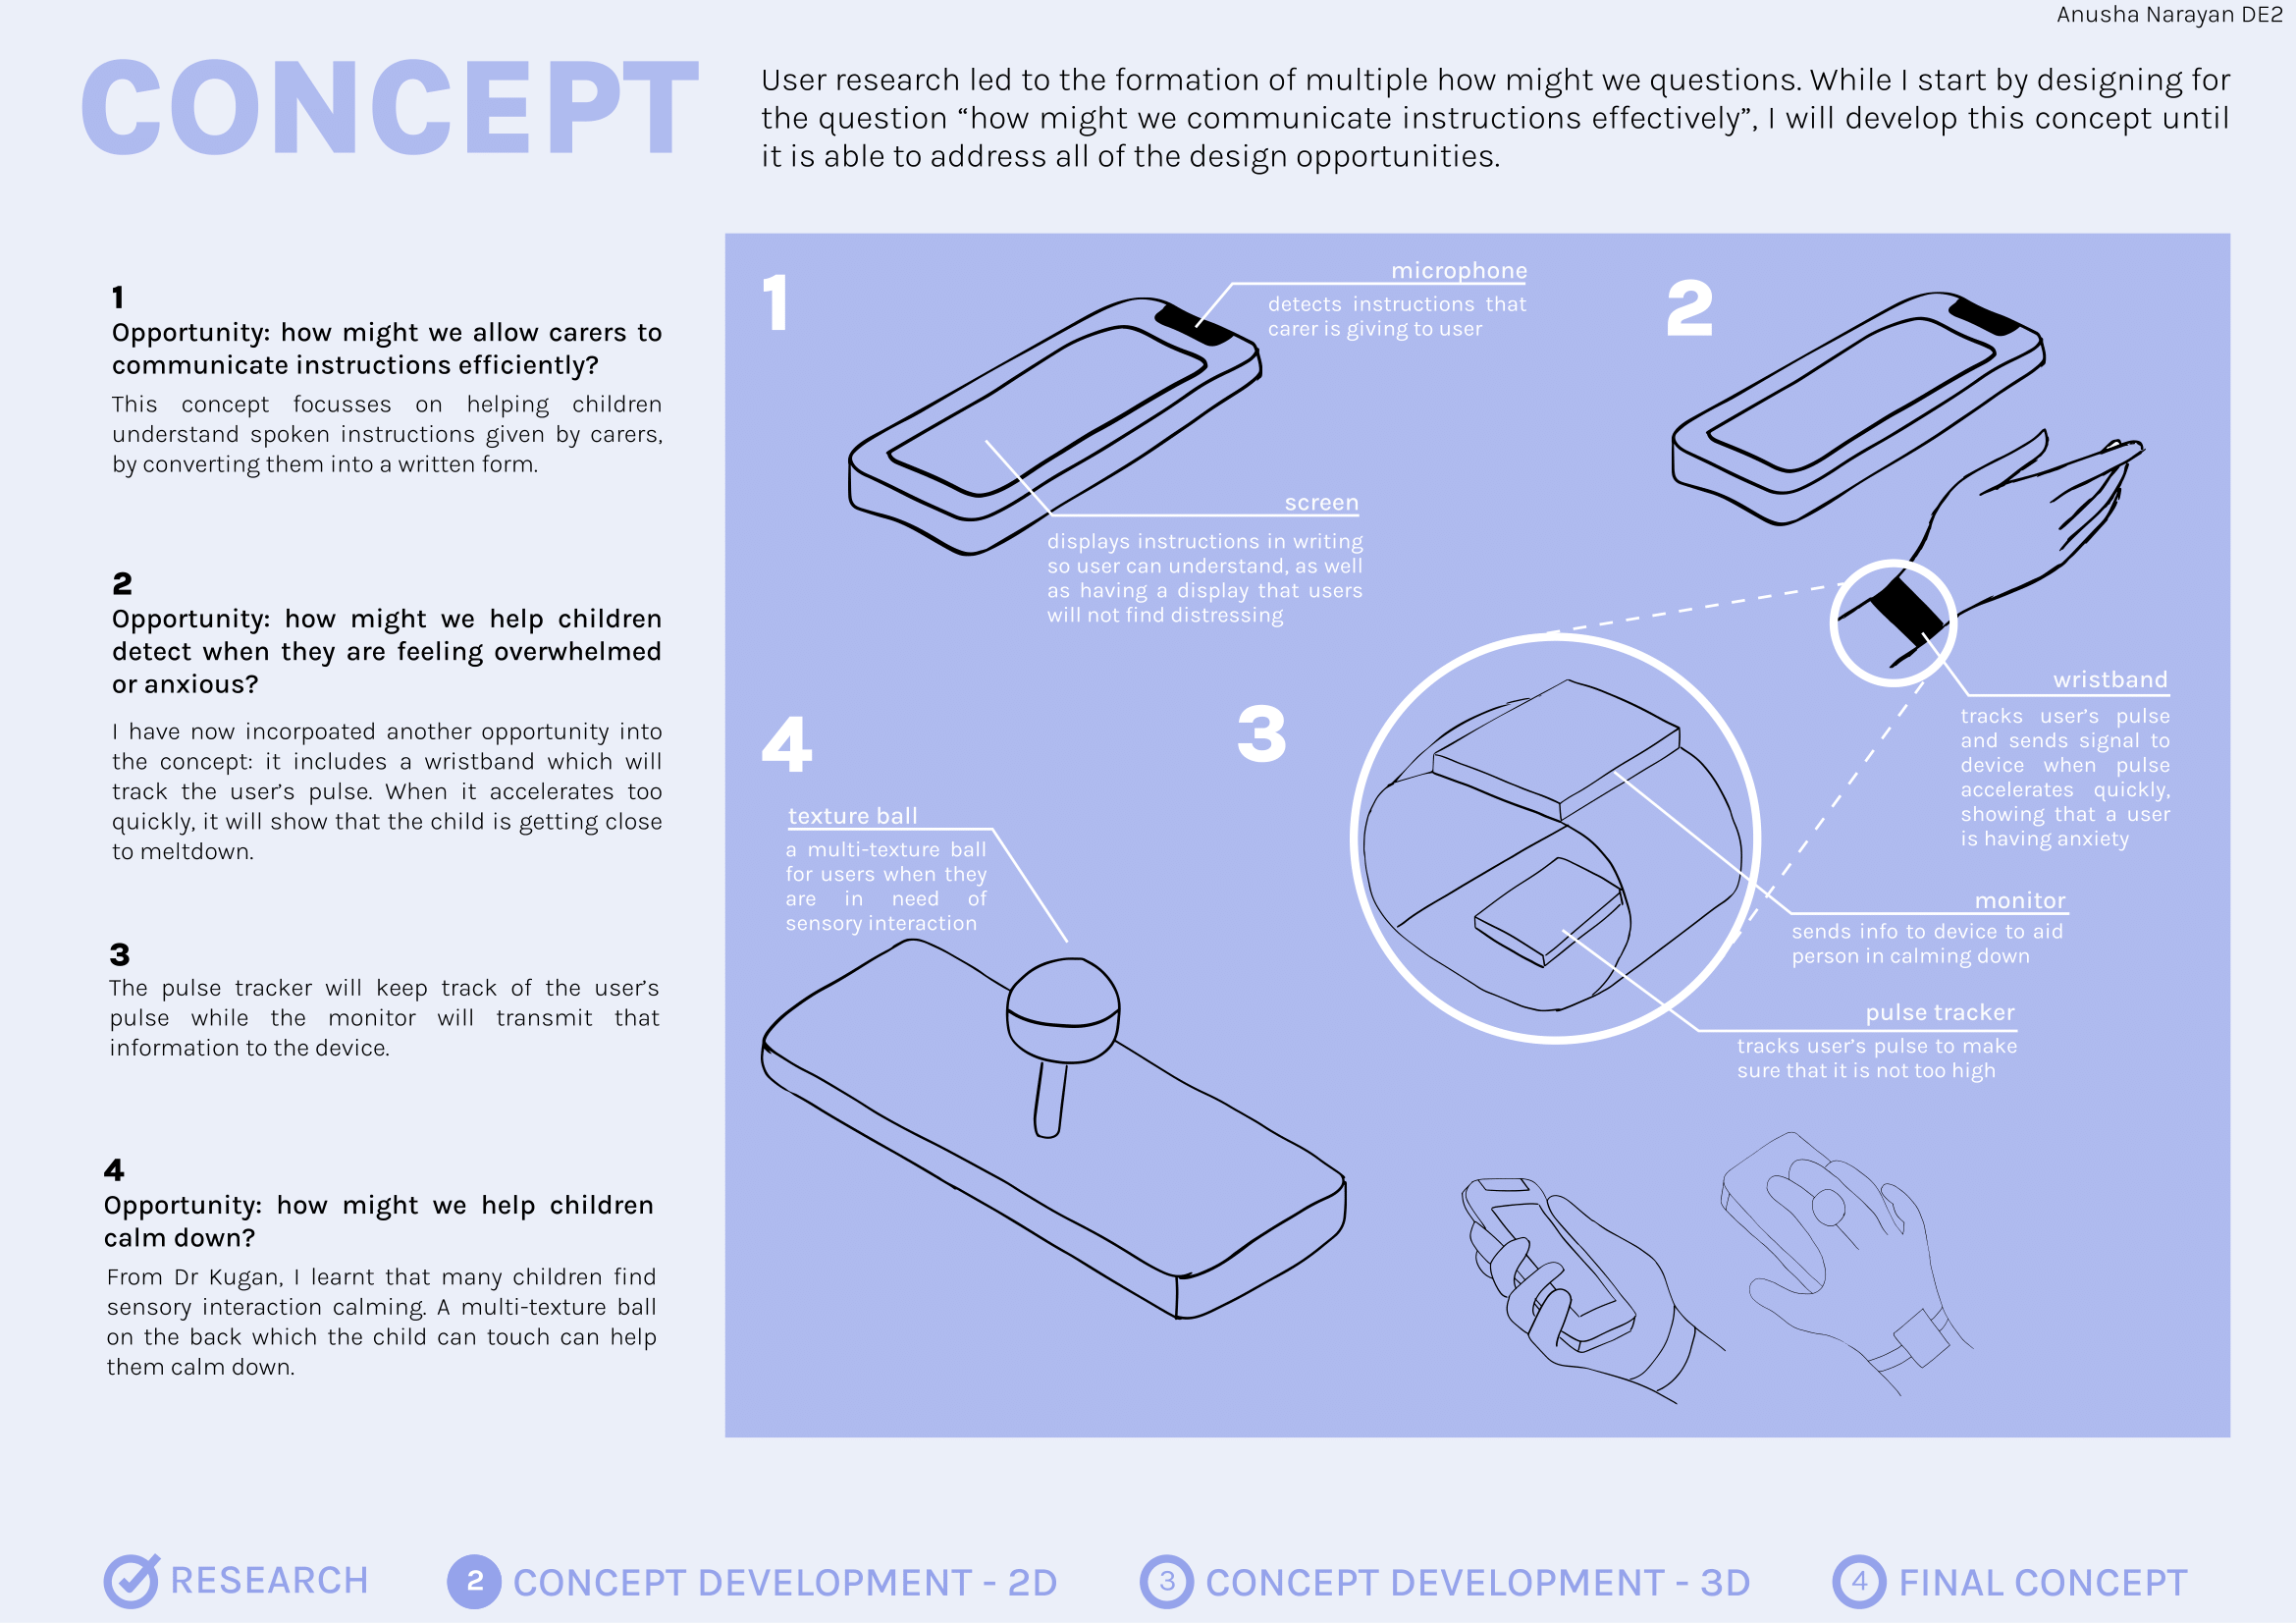 Anusha Narayan DE2
CONCEPT
User research led to the formation of multiple how might we questions. While I start by designing for
the question “how might we communicate instructions effectively”, I will develop this concept until
it is able to address all of the design opportunities.
1
Opportunity: how might we allow carers to
communicate instructions efficiently?
This concept focusses on helping children
understand spoken instructions given by carers,
by converting them into a written form.
2
Opportunity: how might we help children
detect when they are feeling overwhelmed
or anxious?
I have now incorpoated another opportunity into
the concept: it includes a wristband which will
track the user’s pulse. When it accelerates too
quickly, it will show that the child is getting close
to meltdown.
3
The pulse tracker will keep track of the user’s
pulse while the monitor will transmit that
information to the device.
4
Opportunity: how might we help children
calm down?
From Dr Kugan, I learnt that many children find
sensory interaction calming. A multi-texture ball
on the back which the child can touch can help
them calm down.
1
microphone
detects instructions that
carer is giving to user
screen
displays instructions in writing
so user can understand, as well
as having a display that users
will not find distressing
2
wristband
tracks user’s pulse
and sends signal to
device when pulse
accelerates quickly,
showing that a user
is having anxiety
3
monitor
sends info to device to aid
person in calming down
pulse tracker
tracks user’s pulse to make
sure that it is not too high
4
texture ball
a multi-texture ball
for users when they
are in need of
sensory interaction
RESEARCH
2 CONCEPT DEVELOPMENT - 2D
3 CONCEPT DEVELOPMENT - 3D
4 FINAL CONCEPT